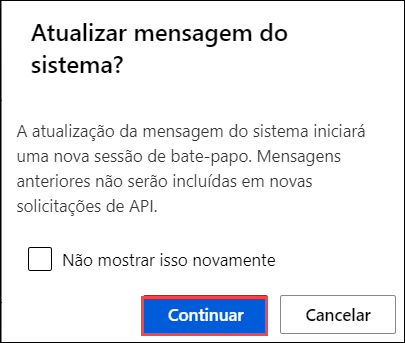 Atualizar mensagem do
sistema?
A atualização da mensagem do sistema iniciará
uma nova sessão de bate-papo. Mensagens
anteriores não serão incluídas em novas
solicitações de API.
Não mostrar isso novamente
Continuar
Cancelar